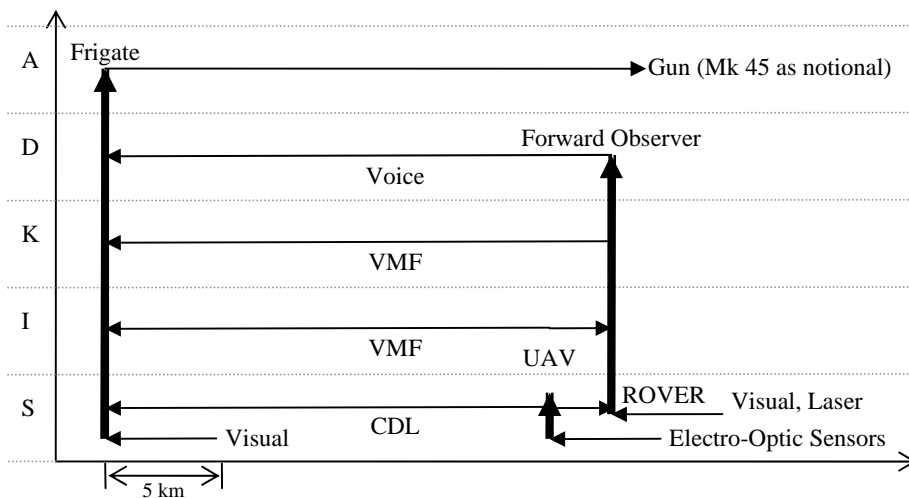 A
Frigate
Gun (Mk 45 as notional)
D
Forward Observer
Voice
K
VMF
I
VMF
UAV
S
ROVER
Visual, Laser
CDL
Visual
Electro-Optic Sensors
5 km